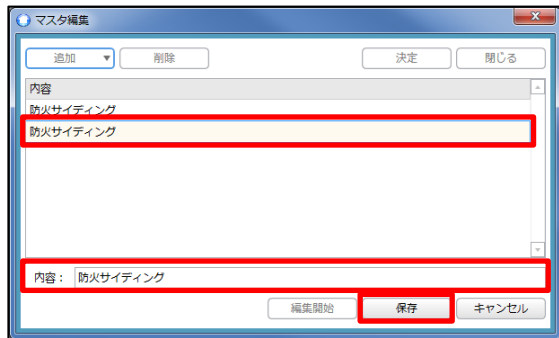 マスタ編集
追加 ▼ 削除 決定 閉じる
内容
防火サイディング
防火サイディング
内容： 防火サイディング
編集開始 保存 キャンセル